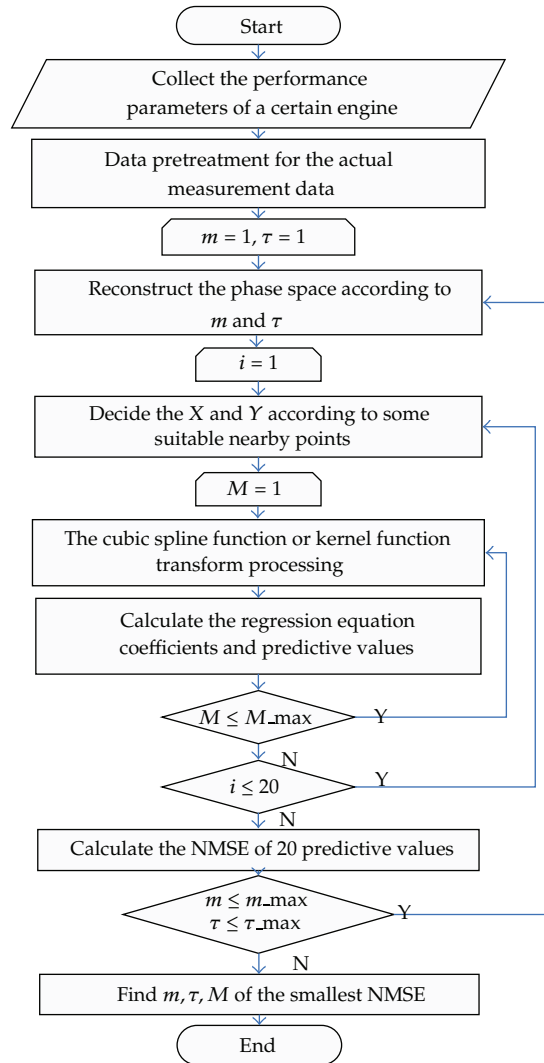 Start
Collect the performance
parameters of a certain engine
Data pretreatment for the actual
measurement data
m = 1, τ = 1
Reconstruct the phase space according to
m and τ
i = 1
Decide the X and Y according to some
suitable nearby points
M = 1
The cubic spline function or kernel function
transform processing
Calculate the regression equation
coefficients and predictive values
M ≤ M_max
Y
N
i ≤ 20
Y
N
Calculate the NMSE of 20 predictive values
m ≤ m_max
τ ≤ τ_max
Y
N
Find m, τ, M of the smallest NMSE
End